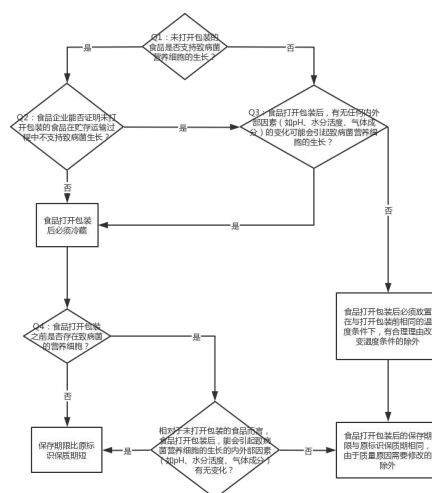 Q1：未打开包装的
食品是否支持致病菌
营养细胞的生长？
是
否
Q2：食品企业能否证明未打
开包装的食品在贮存运输过
程中不支持致病菌生长？
是
Q3：食品打开包装后，有无任何内外
部因素（如pH、水分活度、气体成
分）的变化可能会引起致病菌营养细
胞的生长？
否
食品打开包装
后必须冷藏
是
否
Q4：食品打开包装
之前是否存在致病菌
的营养细胞？
是
食品打开包装后必须放置
在与打开包装前相同的温
度条件下，有合理理由改
变温度条件的除外
否
保存期限比原标
识保质期短
是
相对于未打开包装的食品而言，
食品打开包装后，能会引起致病
菌营养细胞的生长的内外部因素
（如pH、水分活度、气体成分）
有无变化？
否
食品打开包装后的保存期
限与原标识保质期相同，
由于质量原因需要修改的
除外